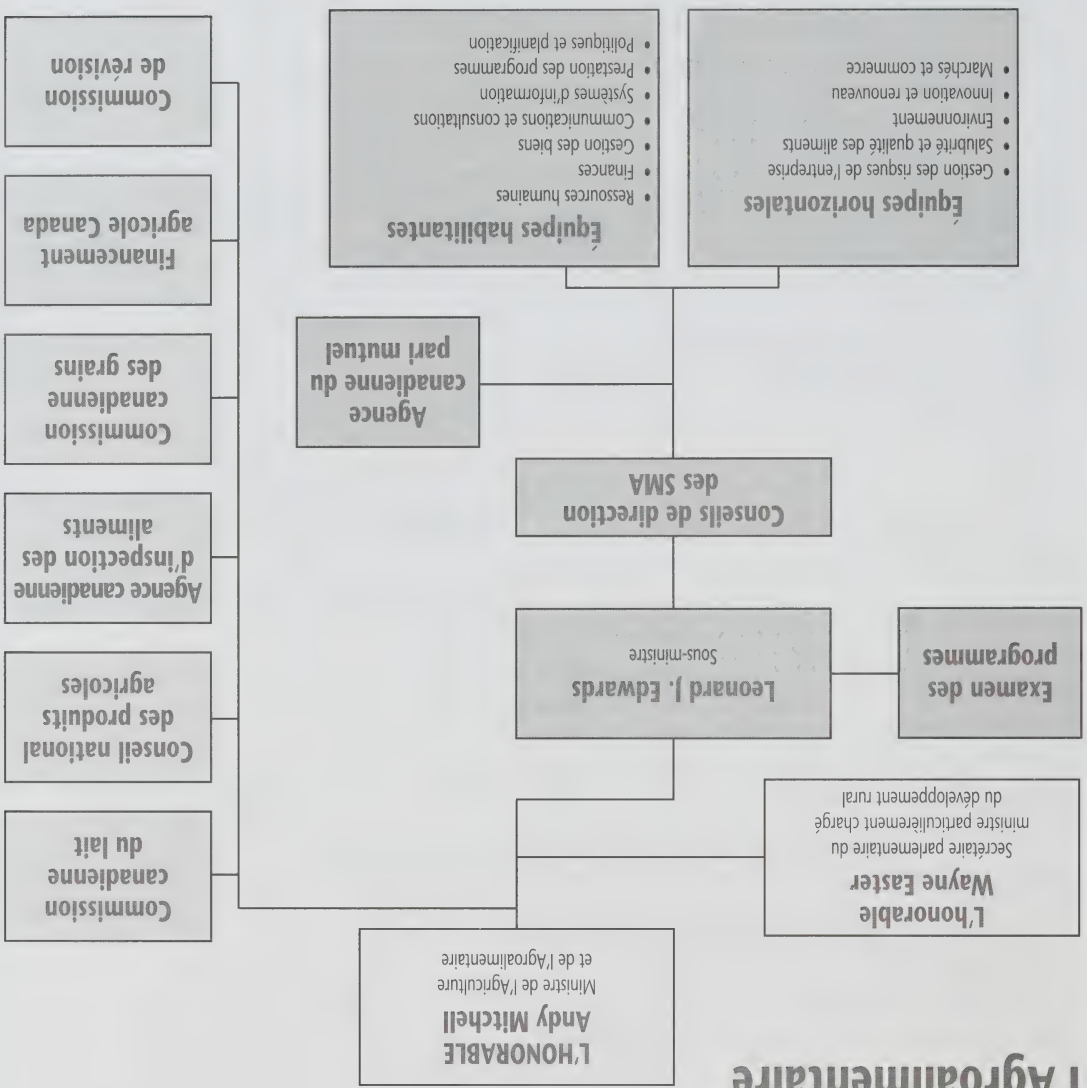 l'Agroalimentaire
L'HONORABLE
Andy Mitchell
Ministre de l'Agriculture
et de l'Agroalimentaire
L'honorable
Wayne Easter
Secrétaire parlementaire du
ministre particulièrement chargé
du développement rural
Leonard J. Edwards
Sous-ministre
Examen des
programmes
Conseils de direction
des SMA
Agence
canadienne du
pari mutuel
Équipes horizontales
• Gestion des risques de l'entreprise
• Salubrité et qualité des aliments
• Environnement
• Innovation et renouveau
• Marchés et commerce
Équipes habilitantes
• Ressources humaines
• Finances
• Gestion des biens
• Communications et consultations
• Systèmes d'information
• Prestation des programmes
• Politiques et planification
Commission
canadienne
du lait
Conseil national
des produits
agricoles
Agence canadienne
d'inspection des
aliments
Commission
canadienne
des grains
Financement
agricole Canada
Commission
de révision